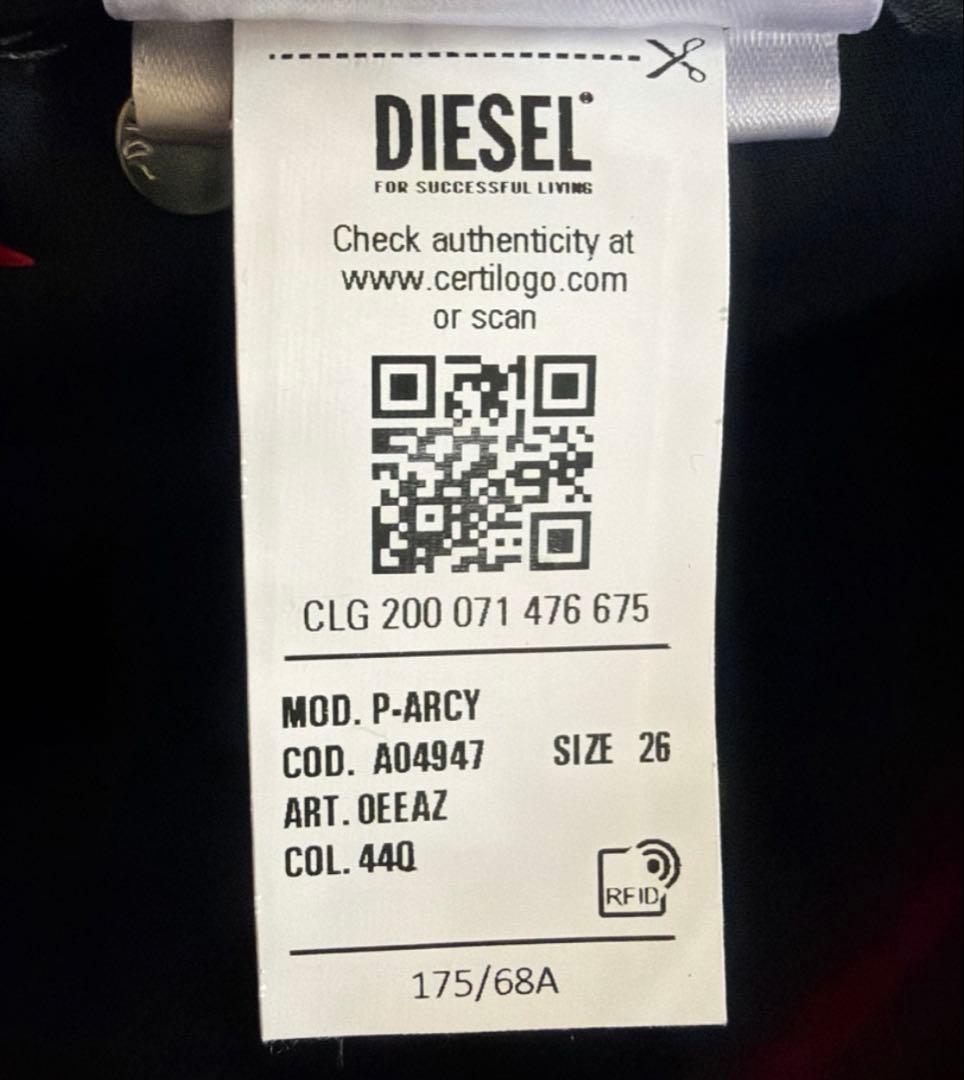 DIESEL®
FOR SUCCESSFUL LIVING
Check authenticity at
www.certilogo.com
or scan
CLG 200 071 476 675
MOD. P-ARCY
COD. A04947 SIZE 26
ART. OEEAZ
COL. 44Q
RFID
175/68A